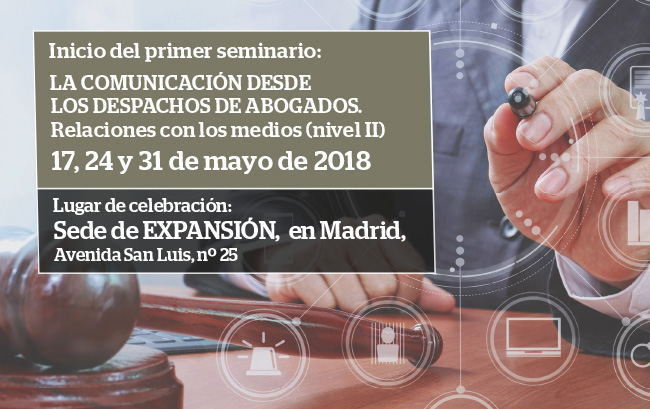 Inicio del primer seminario:
LA COMUNICACIÓN DESDE
LOS DESPACHOS DE ABOGADOS.
Relaciones con los medios (nivel II)
17, 24 y 31 de mayo de 2018
Lugar de celebración:
Sede de EXPANSIÓN, en Madrid,
Avenida San Luis, nº 25